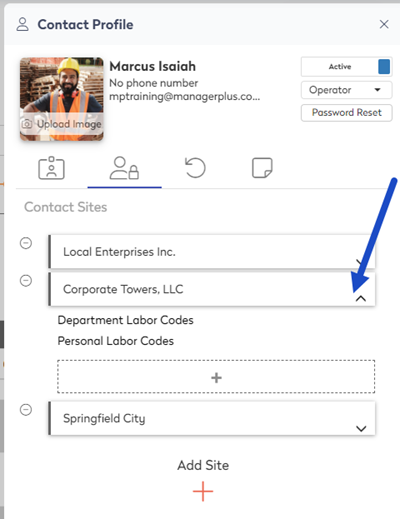 Contact Profile
Marcus Isaiah
No phone number
mptraining@managerplus.co...
Upload Image
Active
Operator
Password Reset
Contact Sites
Local Enterprises Inc.
Corporate Towers, LLC
Department Labor Codes
Personal Labor Codes
Springfield City
Add Site